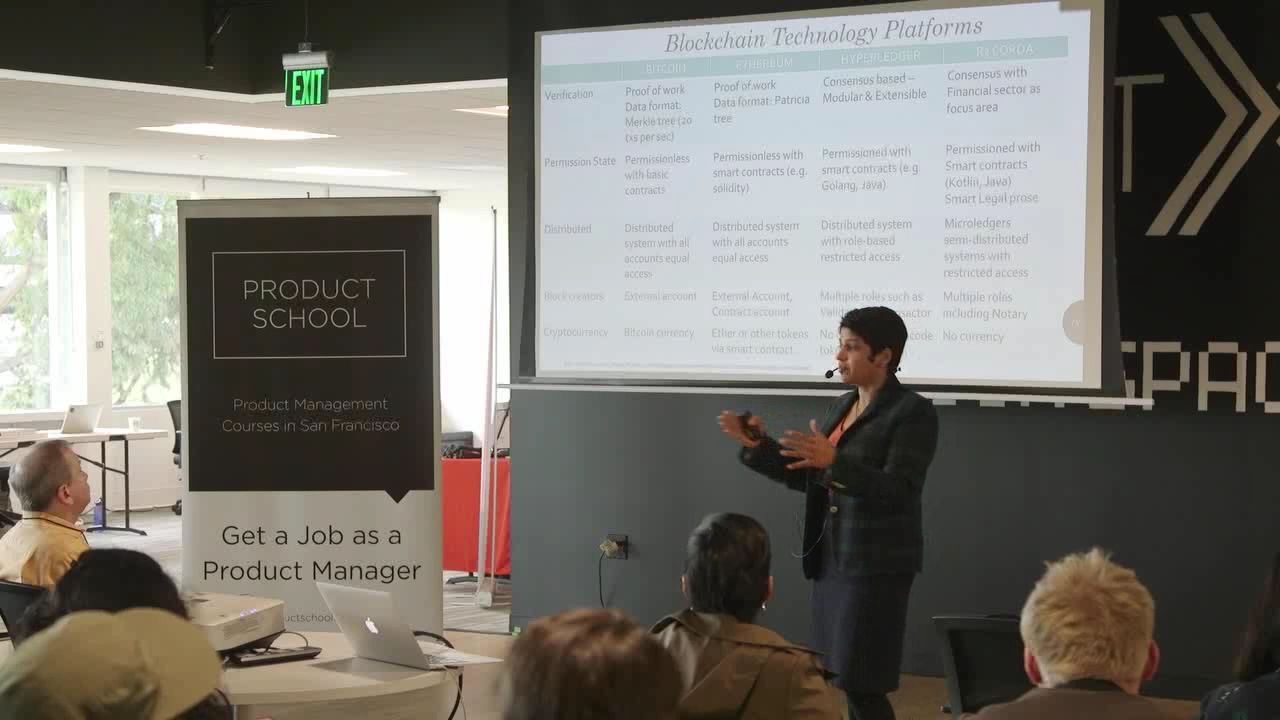 EXIT
Blockchain Technology Platforms
BITCOIN ETHEREUM HYPERLEDGER R3 CORDA
Verification
Proof of work
Data format:
Merkle tree (20
txs per sec)
Proof of work
Data format: Patricia
tree
Consensus based –
Modular & Extensible
Consensus with
Financial sector as
focus area
Permission State
Permissionless
with basic
contracts
Permissionless with
smart contracts (e.g.
solidity)
Permissioned with
smart contracts (e.g.
Golang, Java)
Permissioned with
Smart contracts
(Kotlin, Java)
Smart Legal prose
Distributed
Distributed
system with all
accounts equal
access
Distributed system
with all accounts
equal access
Distributed system
with role-based
restricted access
Microledgers
semi-distributed
systems with
restricted access
Block creators
External account
External Account,
Contract account
Multiple roles such as
Multiple roles
including Notary
Cryptocurrency
Bitcoin currency
Ether or other tokens
via smart contract
code
No currency
PRODUCT
SCHOOL
Product Management
Courses in San Francisco
Get a Job as a
Product Manager